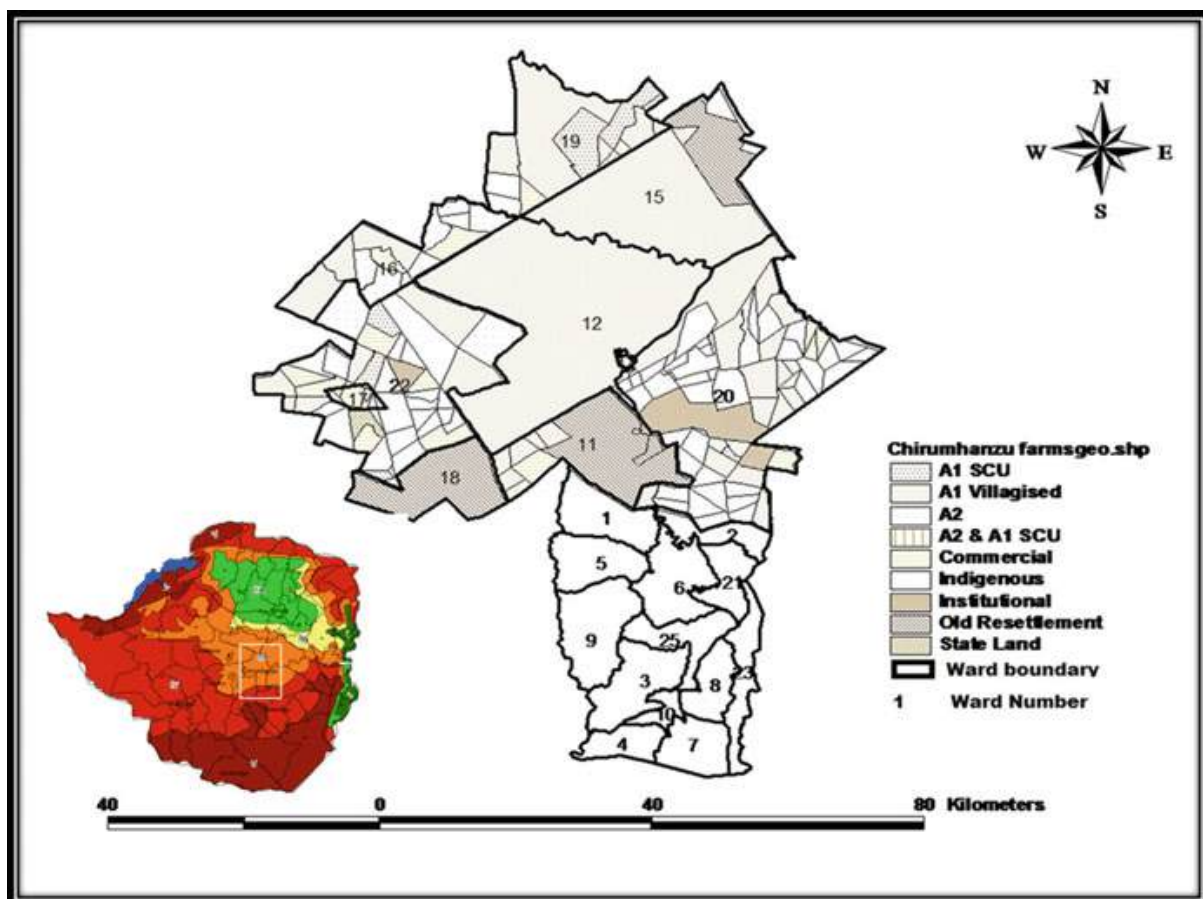 N
W E
S
19
15
16
12
17
22
20
11
18
1
2
5
6
21
9
25
3
8
23
10
4
7
Chirumhanzu farmsgeo.shp
A1 SCU
A1 Villagised
A2
A2 & A1 SCU
Commercial
Indigenous
Institutional
Old Resettlement
State Land
Ward boundary
1 Ward Number
40 0 40 80 Kilometers